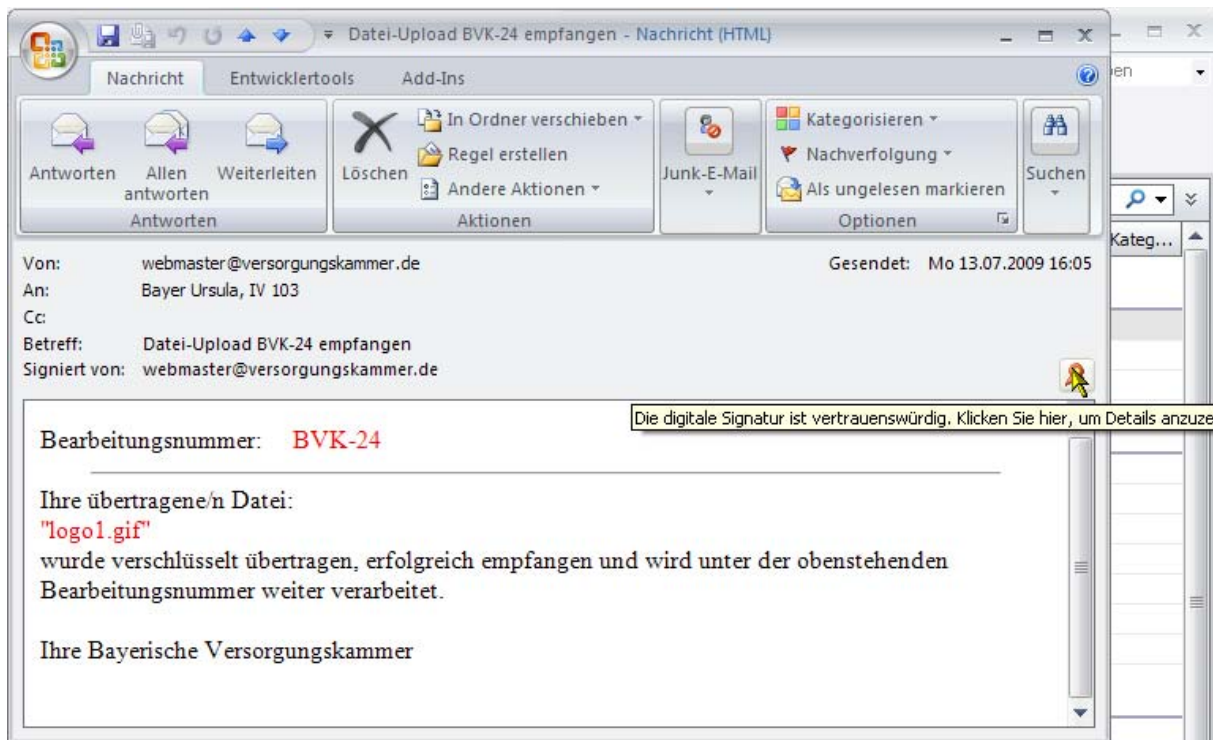 Datei-Upload BVK-24 empfangen - Nachricht (HTML)
Nachricht Entwicklertools Add-Ins
Antworten
Allen antworten
Weiterleiten
Antworten
Löschen
In Ordner verschieben
Regel erstellen
Andere Aktionen
Aktionen
Junk-E-Mail
Kategorisieren
Nachverfolgung
Als ungelesen markieren
Optionen
Suchen
Kateg...
Von: webmaster@versorgungskammer.de Gesendet: Mo 13.07.2009 16:05
An: Bayer Ursula, IV 103
Cc:
Betreff: Datei-Upload BVK-24 empfangen
Signiert von: webmaster@versorgungskammer.de
Die digitale Signatur ist vertrauenswürdig. Klicken Sie hier, um Details anzuze
Bearbeitungsnummer: BVK-24
Ihre übertragene/n Datei:
"logo1.gif"
wurde verschlüsselt übertragen, erfolgreich empfangen und wird unter der obenstehenden
Bearbeitungsnummer weiter verarbeitet.
Ihre Bayerische Versorgungskammer